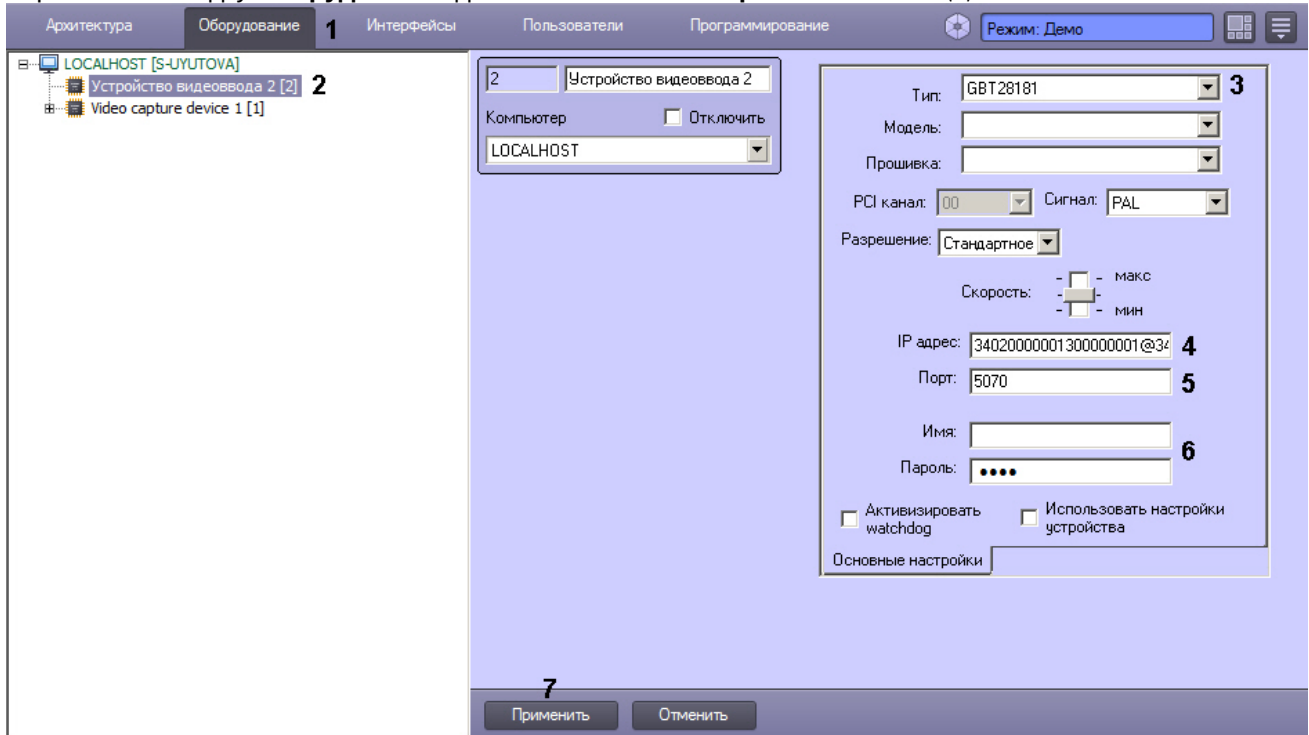 Архитектура Оборудование 1 Интерфейсы Пользователи Программирование Режим: Демо
LOCALHOST [S-UYUTOVA]
Устройство видеоввода 2 [2] 2
Video capture device 1 [1]
2 Устройство видеоввода 2
Компьютер Отключить
LOCALHOST
Тип: GBT28181 3
Модель:
Прошивка:
PCI канал: 00 Сигнал: PAL
Разрешение: Стандартное
Скорость: макс
мин
IP адрес: 34020000001300000001@34 4
Порт: 5070 5
Имя:
6
Пароль: ●●●●
Активизировать watchdog
Использовать настройки устройства
Основные настройки
7
Применить Отменить